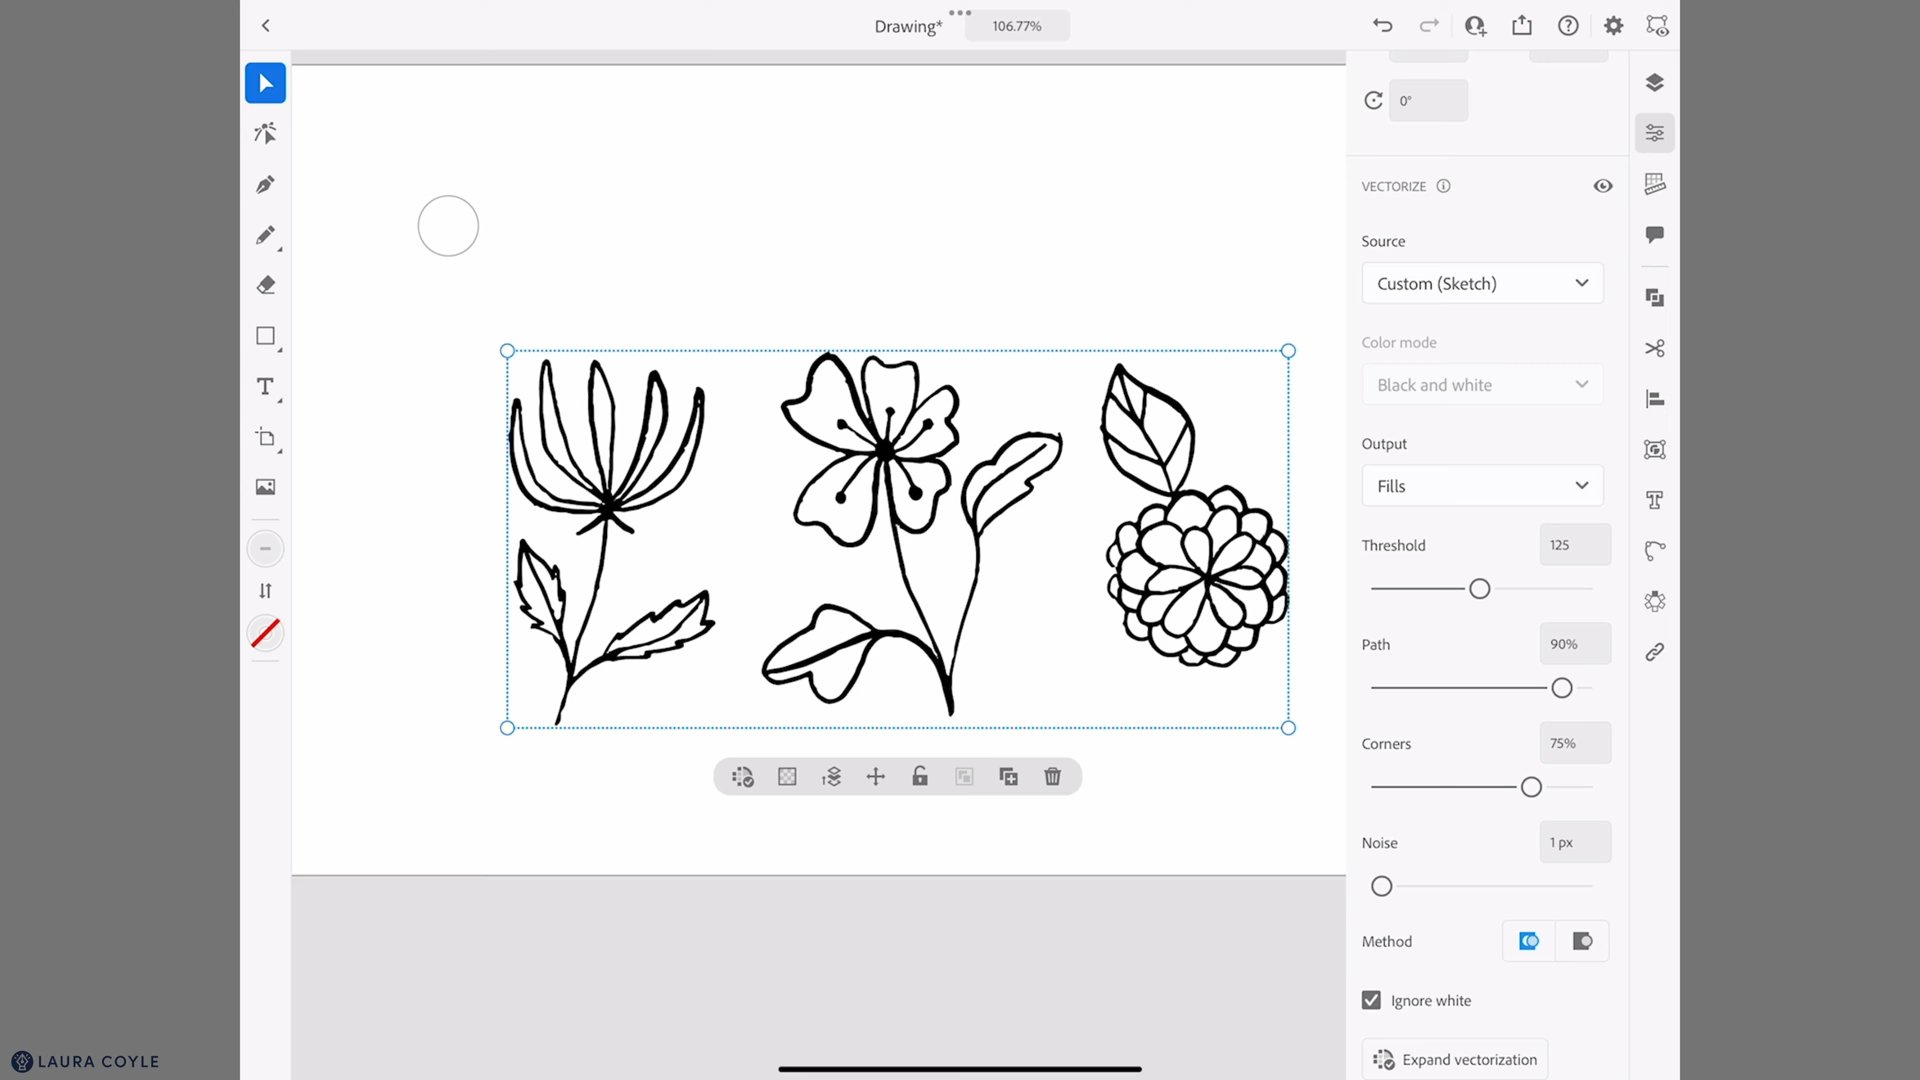 Drawing*
106.77%
0°
VECTORIZE
Source
Custom (Sketch)
Color mode
Black and white
Output
Fills
Threshold
125
Path
90%
Corners
75%
Noise
1 px
Method
Ignore white
Expand vectorization
LAURA COYLE